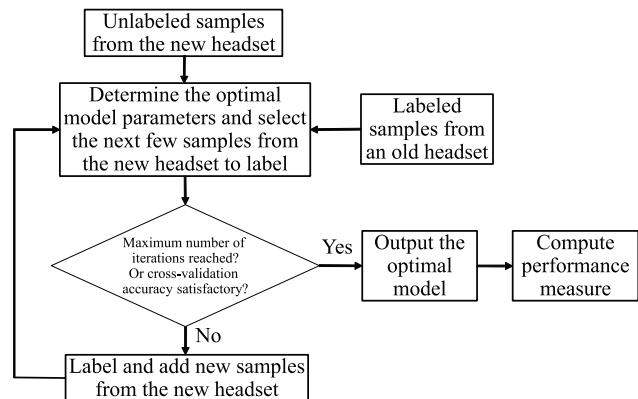 Unlabeled samples
from the new headset
Determine the optimal
model parameters and select
the next few samples from
the new headset to label
Labeled
samples from
an old headset
Maximum number of
iterations reached?
Or cross-validation
accuracy satisfactory?
Yes
Output the
optimal
model
Compute
performance
measure
No
Label and add new samples
from the new headset